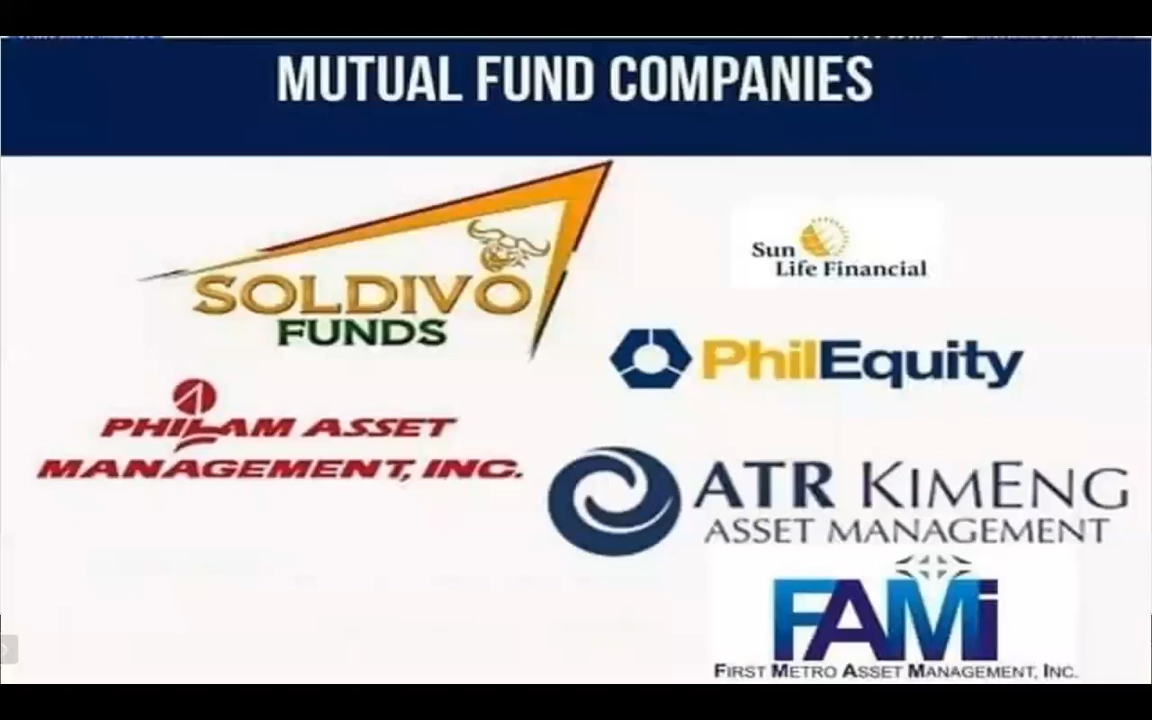 MUTUAL FUND COMPANIES
SOLDIVO
FUNDS
Sun
Life Financial
PhilEquity
PHILAM ASSET
MANAGEMENT, INC.
ATR KIMENG
ASSET MANAGEMENT
FAMi
FIRST METRO ASSET MANAGEMENT, INC.